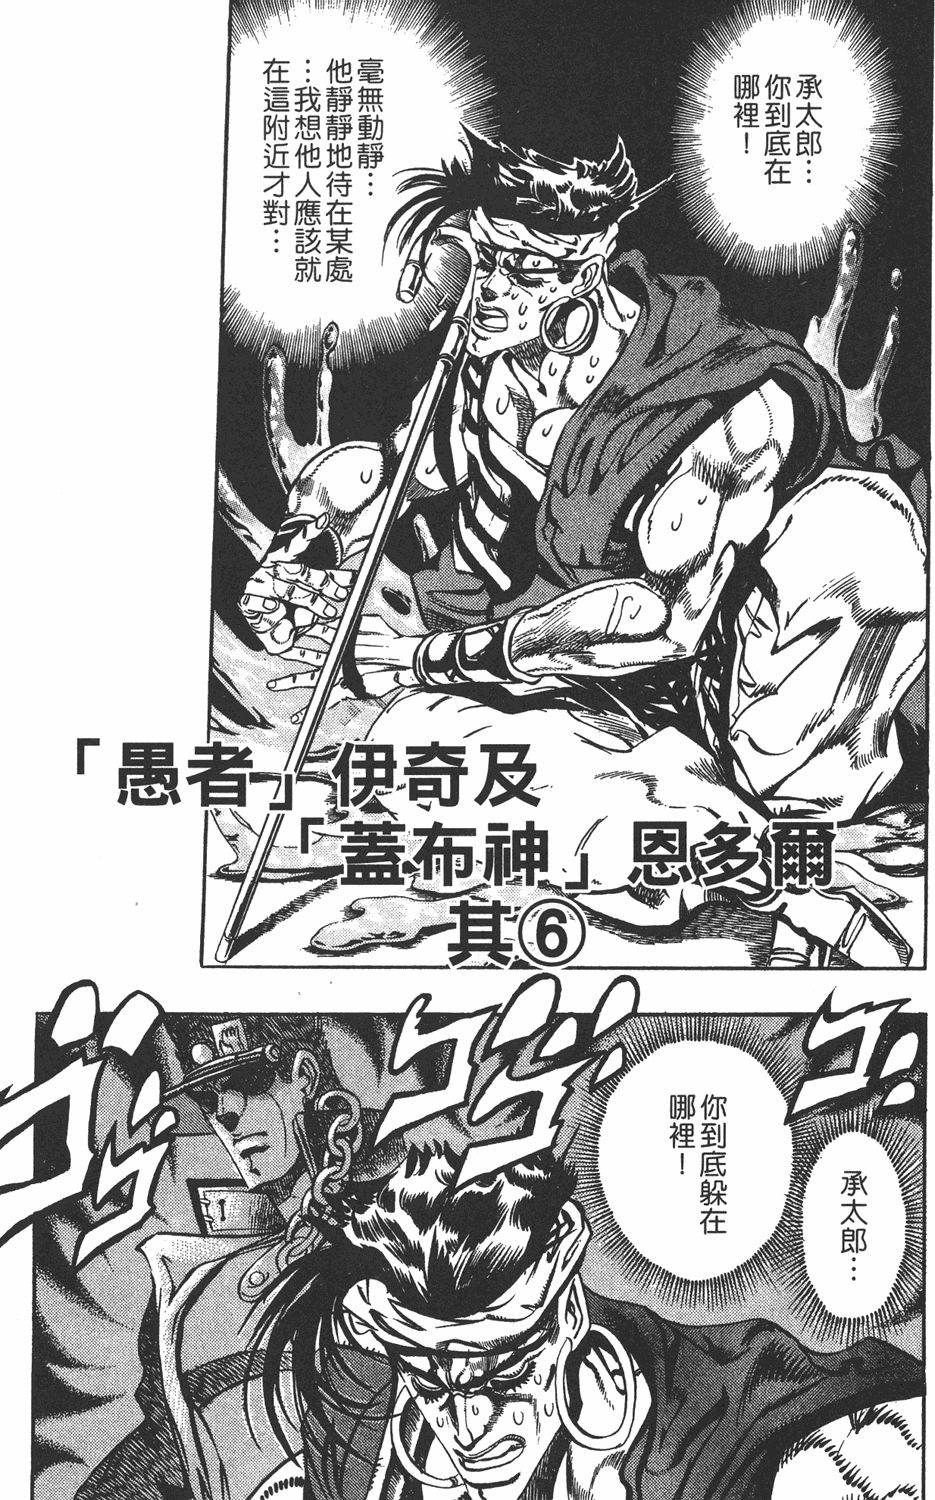 承太郎…
你到底在
哪裡！
毫無動靜…
他靜靜地待在某處
…我想他人應該就
在這附近才對…
「愚者」伊奇及
「蓋布神」恩多爾
其⑥
承太郎…
你到底躲在
哪裡！
ゴ
ゴ
ゴ
ゴ
ゴ